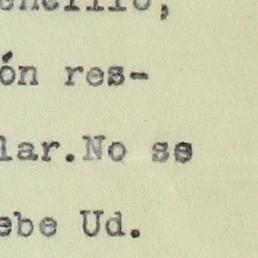 encillo,
ón res-
lar.No se
ebe Ud.